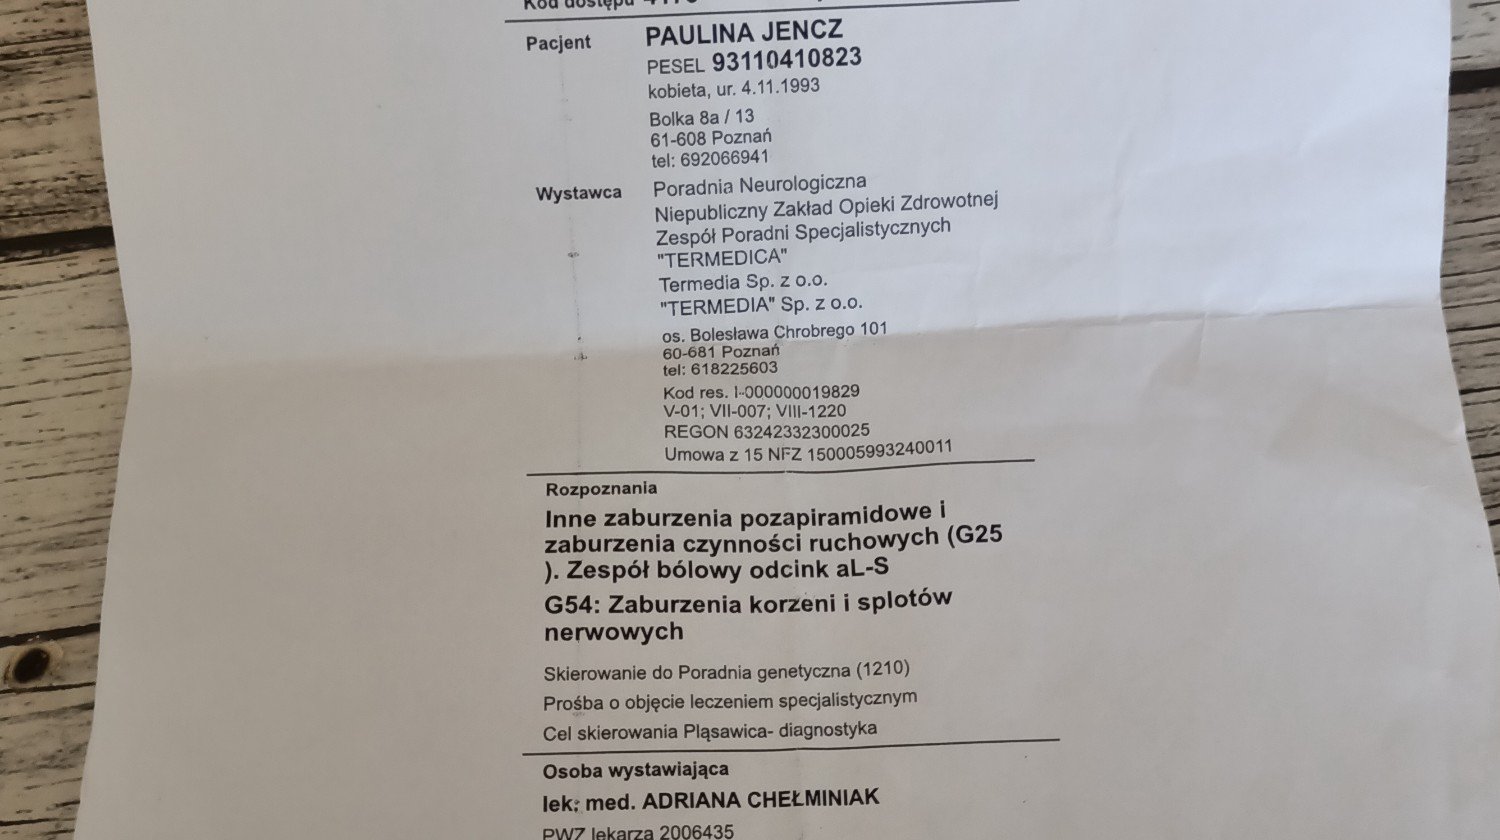 Kod dostępu
Pacjent PAULINA JENCZ
PESEL 93110410823
kobieta, ur. 4.11.1993
Bolka 8a / 13
61-608 Poznań
tel: 692066941
Wystawca Poradnia Neurologiczna
Niepubliczny Zakład Opieki Zdrowotnej
Zespół Poradni Specjalistycznych
"TERMEDICA"
Termedia Sp. z o.o.
"TERMEDIA" Sp. z o.o.
os. Bolesława Chrobrego 101
60-681 Poznań
tel: 618225603
Kod res. I-000000019829
V-01; VII-007; VIII-1220
REGON 63242332300025
Umowa z 15 NFZ 150005993240011
Rozpoznania
Inne zaburzenia pozapiramidowe i
zaburzenia czynności ruchowych (G25
). Zespół bólowy odcink aL-S
G54: Zaburzenia korzeni i splotów
nerwowych
Skierowanie do Poradnia genetyczna (1210)
Prośba o objęcie leczeniem specjalistycznym
Cel skierowania Pląsawica- diagnostyka
Osoba wystawiająca
lek. med. ADRIANA CHEŁMINIAK
PWZ lekarza 2006435